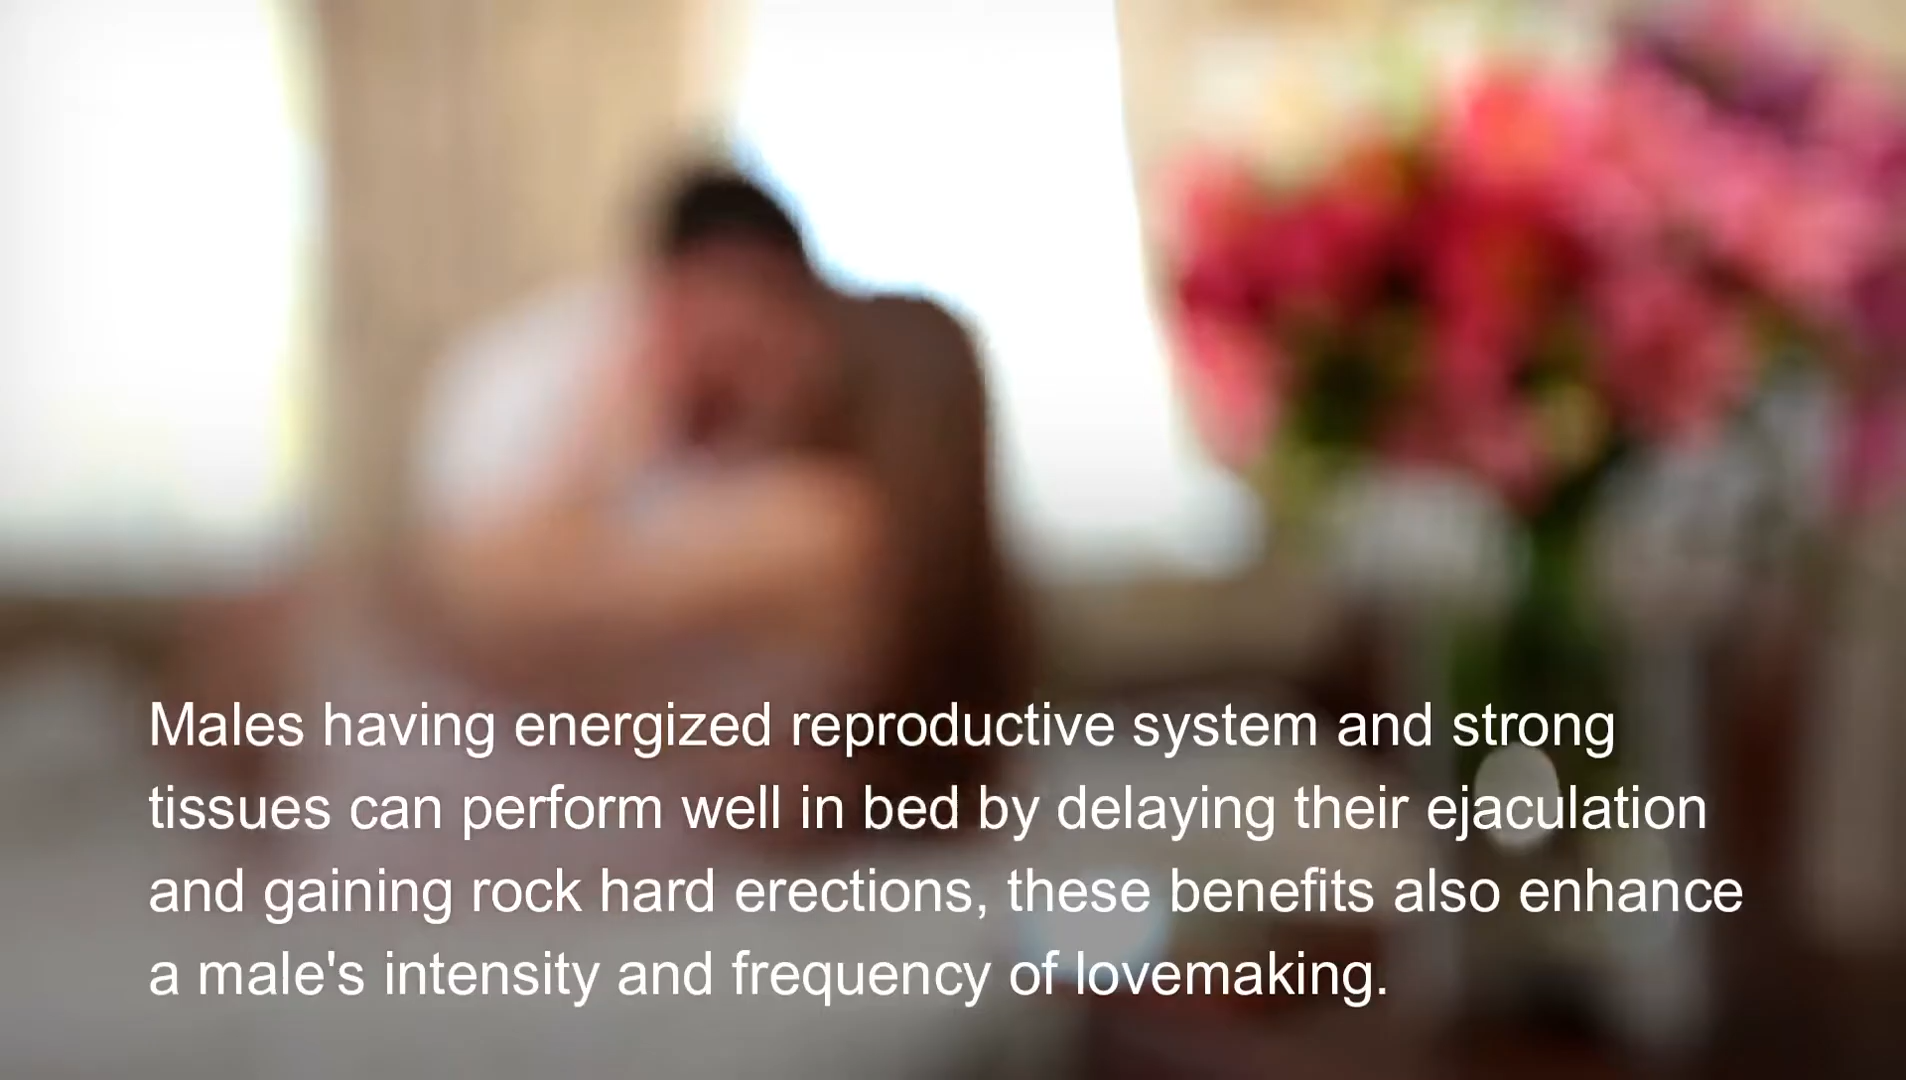 Males having energized reproductive system and strong
tissues can perform well in bed by delaying their ejaculation
and gaining rock hard erections, these benefits also enhance
a male's intensity and frequency of lovemaking.